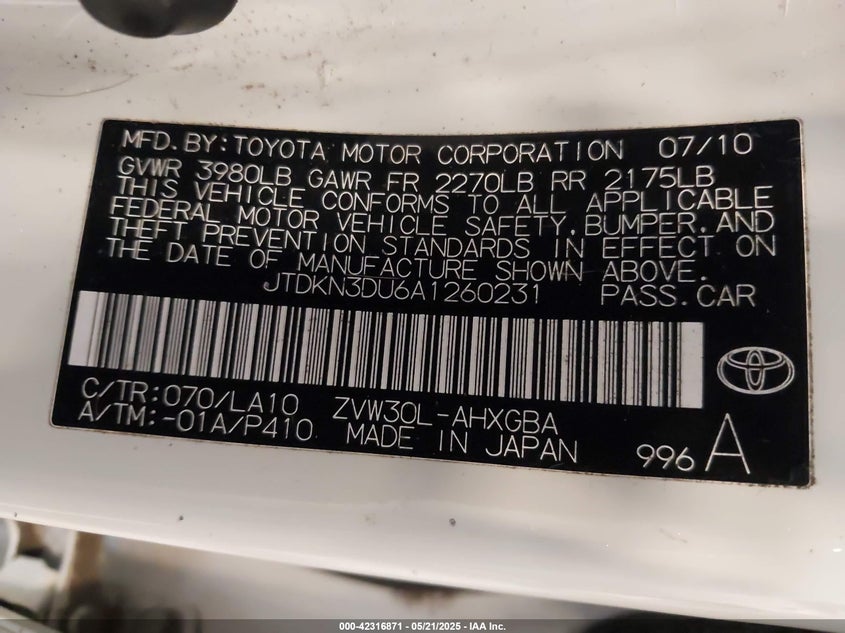 MFD. BY: TOYOTA MOTOR CORPORATION 07/10
GVWR 3980LB GAWR FR 2270LB RR 2175LB
THIS VEHICLE CONFORMS TO ALL APPLICABLE
FEDERAL MOTOR VEHICLE SAFETY, BUMPER, AND
THEFT PREVENTION STANDARDS IN EFFECT ON
THE DATE OF MANUFACTURE SHOWN ABOVE.
JTDKN3DU6A1260231 PASS. CAR
C/TR: 070/LA10 ZVW30L-AHXGBA
A/TM: -01A/P410 MADE IN JAPAN 996 A
000-42316871 — 05/21/2025 — IAA Inc.